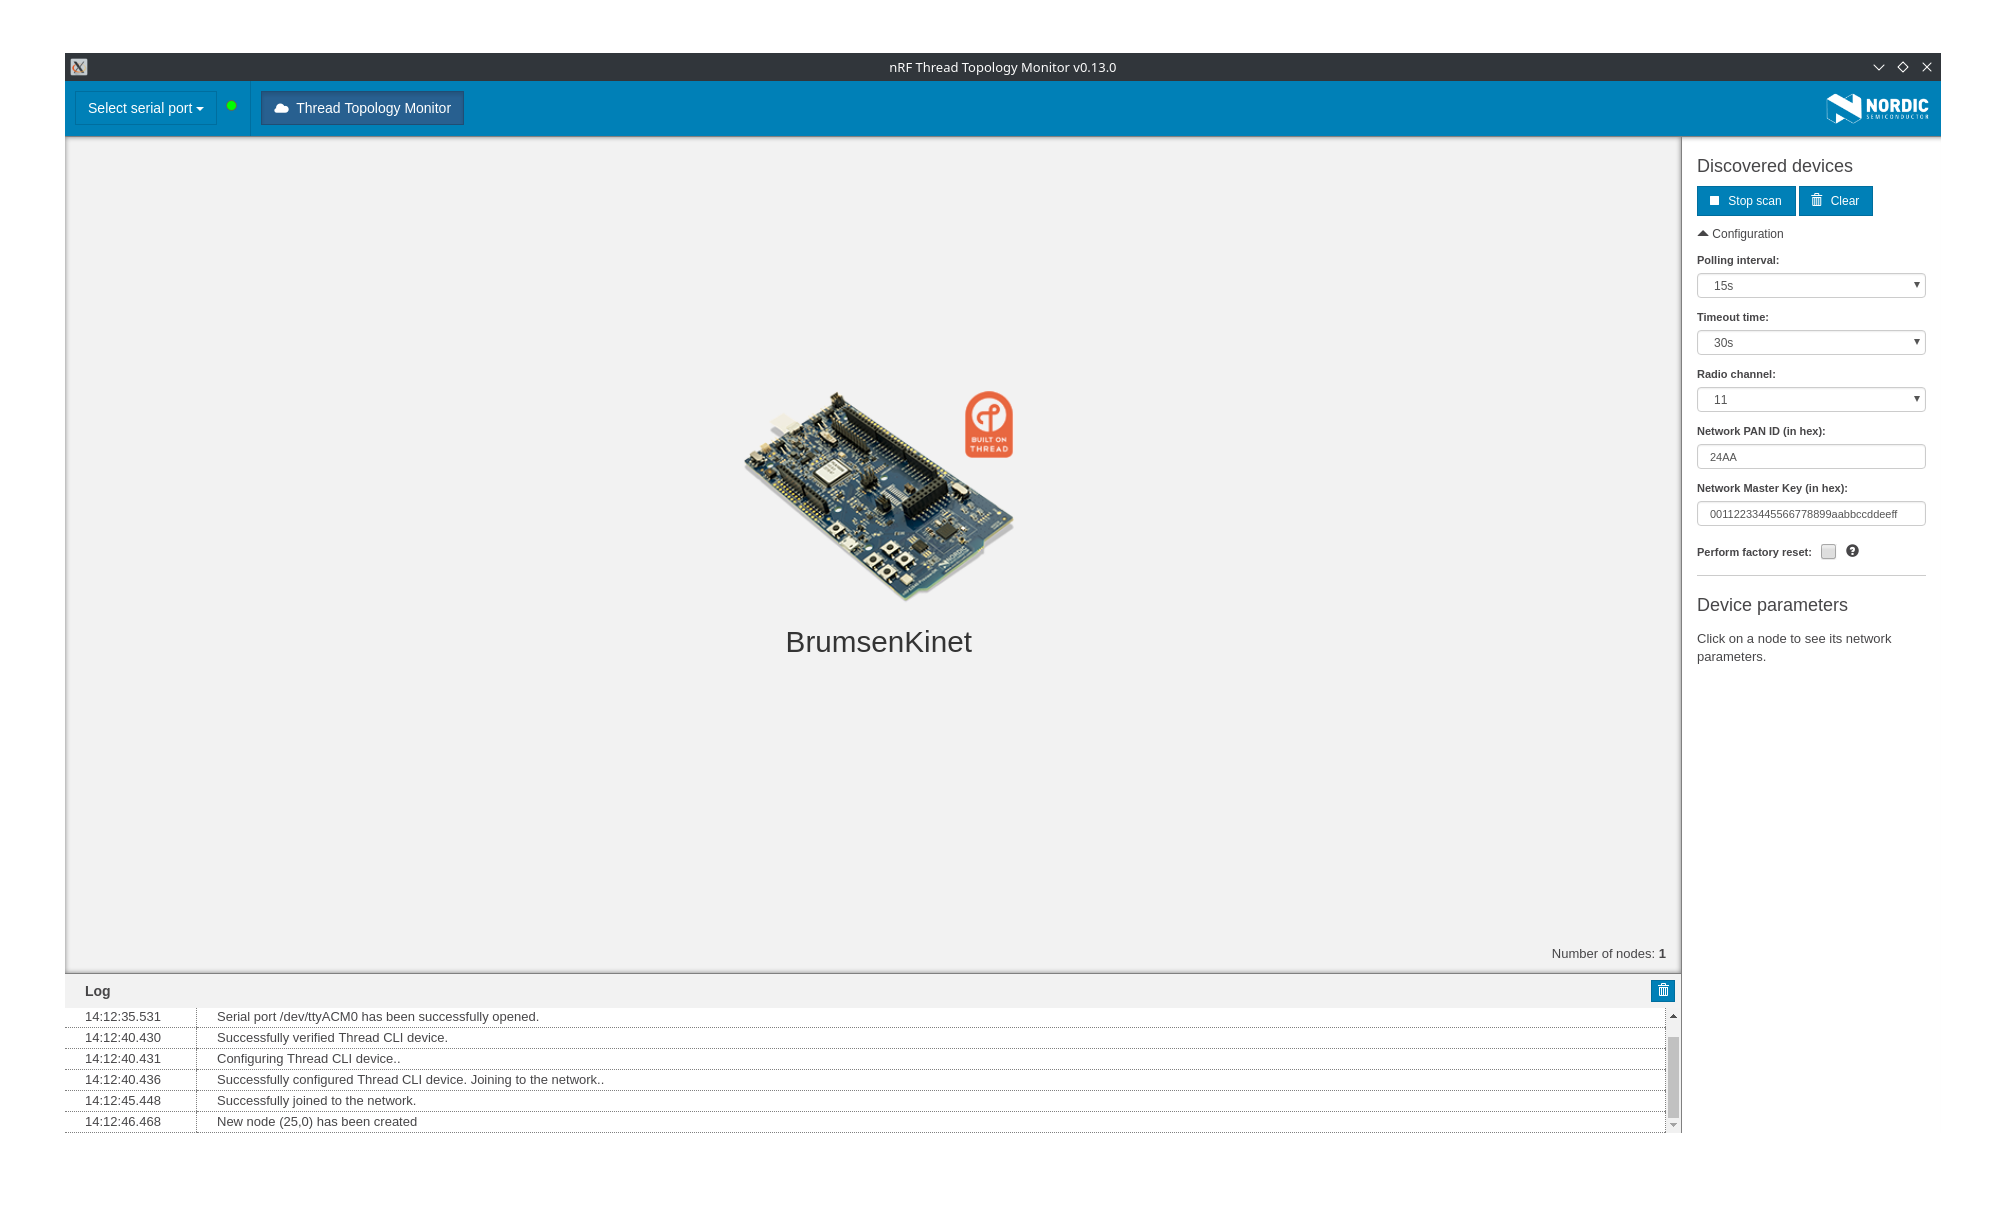 nRF Thread Topology Monitor v0.13.0
Select serial port
Thread Topology Monitor
NORDIC
SEMICONDUCTOR
BUILT ON
THREAD
NORDIC
BrumsenKinet
Number of nodes: 1
Discovered devices
Stop scan
Clear
Configuration
Polling interval:
15s
Timeout time:
30s
Radio channel:
11
Network PAN ID (in hex):
24AA
Network Master Key (in hex):
00112233445566778899aabbccddeeff
Perform factory reset:
Device parameters
Click on a node to see its network
parameters.
Log
14:12:35.531 Serial port /dev/ttyACM0 has been successfully opened.
14:12:40.430 Successfully verified Thread CLI device.
14:12:40.431 Configuring Thread CLI device..
14:12:40.436 Successfully configured Thread CLI device. Joining to the network..
14:12:45.448 Successfully joined to the network.
14:12:46.468 New node (25,0) has been created